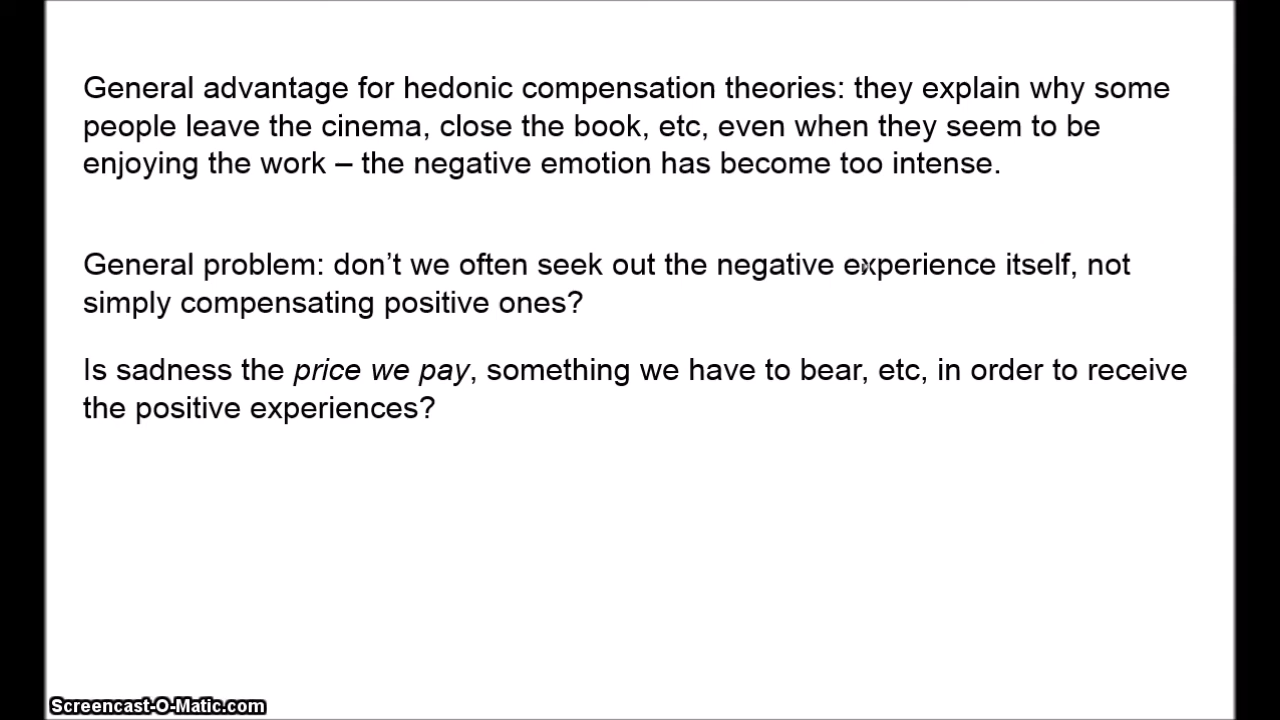 General advantage for hedonic compensation theories: they explain why some
people leave the cinema, close the book, etc, even when they seem to be
enjoying the work – the negative emotion has become too intense.
General problem: don’t we often seek out the negative experience itself, not
simply compensating positive ones?
Is sadness the price we pay, something we have to bear, etc, in order to receive
the positive experiences?
Screencast-O-Matic.com